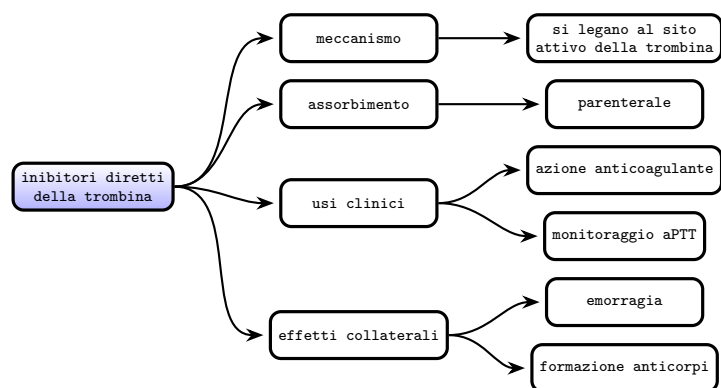 inibitori diretti
della trombina
meccanismo
si legano al sito
attivo della trombina
assorbimento
parenterale
usi clinici
azione anticoagulante
monitoraggio aPTT
effetti collaterali
emorragia
formazione anticorpi